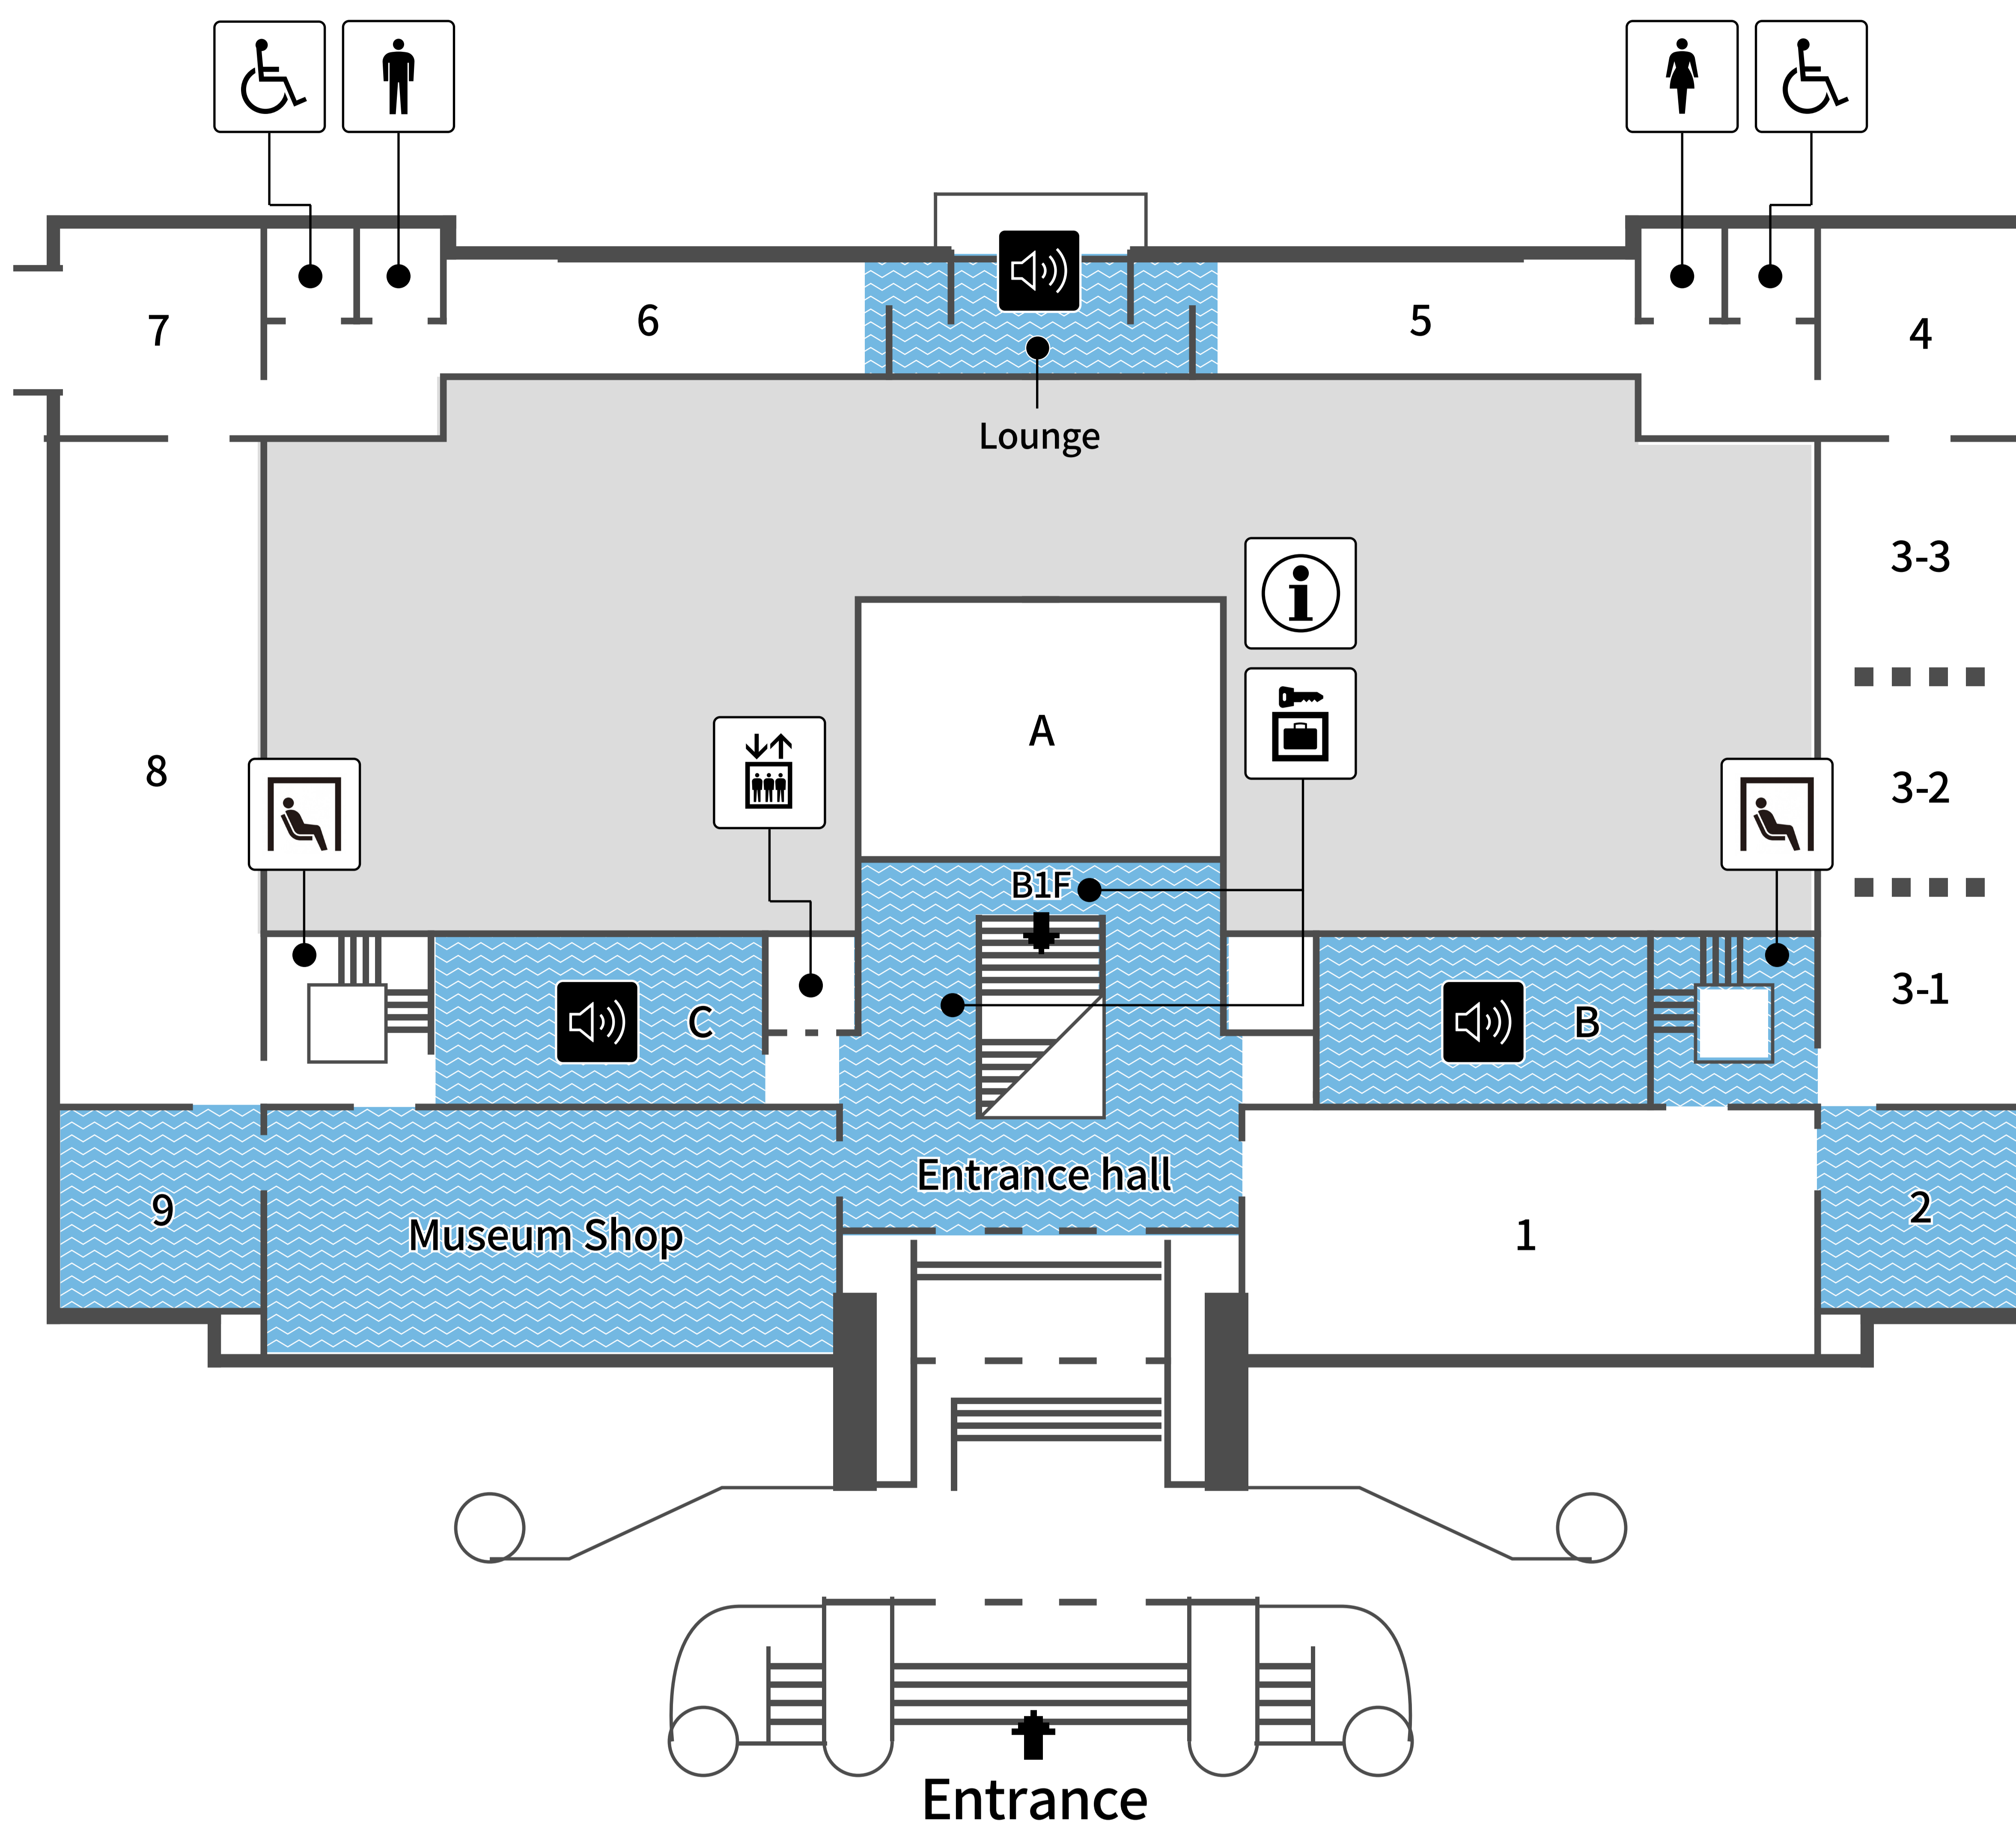 7
6
5
4
Lounge
3-3
A
8
3-2
B1F
C
B
3-1
Entrance hall
9
Museum Shop
1
2
Entrance